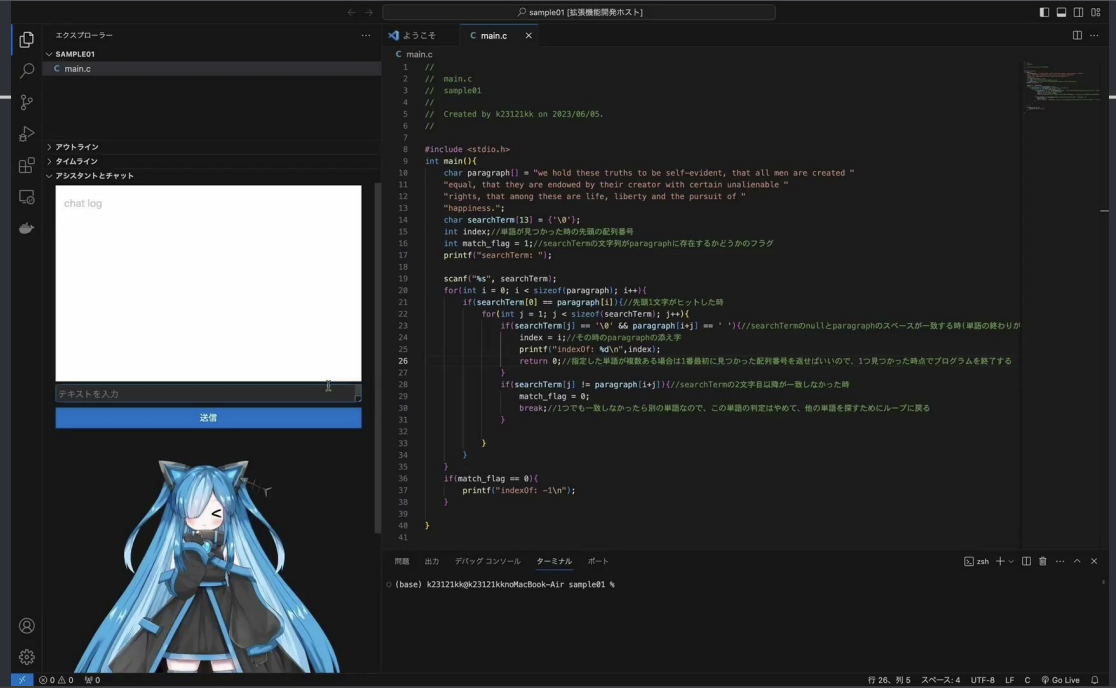 sample01 [拡張機能開発ホスト]
エクスプローラー
SAMPLE01
C main.c
アウトライン
タイムライン
アシスタントとチャット
chat log
テキストを入力
送信
ようこそ
C main.c
C main.c
1 //
2 // main.c
3 // sample01
4 //
5 // Created by k23121kk on 2023/06/05.
6 //
7
8 #include <stdio.h>
9 int main(){
10 char paragraph[] = "we hold these truths to be self-evident, that all men are created "
11 "equal, that they are endowed by their creator with certain unalienable "
12 "rights, that among these are life, liberty and the pursuit of "
13 "happiness.";
14 char searchTerm[13] = {'\0'};
15 int index;//単語が見つかった時の先頭の配列番号
16 int match_flag = 1;//searchTermの文字列がparagraphに存在するかどうかのフラグ
17 printf("searchTerm: ");
18
19 scanf("%s", searchTerm);
20 for(int i = 0; i < sizeof(paragraph); i++){
21 if(searchTerm[0] == paragraph[i]){//先頭1文字がヒットした時
22 for(int j = 1; j < sizeof(searchTerm); j++){
23 if(searchTerm[j] == '\0' && paragraph[i+j] == ' '){//searchTermのnullとparagraphのスペースが一致する時(単語の終わりが
24 index = i;//その時のparagraphの添え字
25 printf("indexOf: %d\n",index);
26 return 0;//指定した単語が複数ある場合は1番最初に見つかった配列番号を返せばいいので、1つ見つかった時点でプログラムを終了する
27 }
28 if(searchTerm[j] != paragraph[i+j]){//searchTermの2文字目以降が一致しなかった時
29 match_flag = 0;
30 break;//1つでも一致しなかったら別の単語なので、この単語の判定はやめて、他の単語を探すためにループに戻る
31 }
32
33 }
34 }
35 }
36 if(match_flag == 0){
37 printf("indexOf: -1\n");
38 }
39
40 }
41
問題 出力 デバッグ コンソール ターミナル ポート
zsh
(base) k23121kk@k23121kknoMacBook-Air sample01 %
0 0 0
行 26、列 5 スペース: 4 UTF-8 LF C Go Live